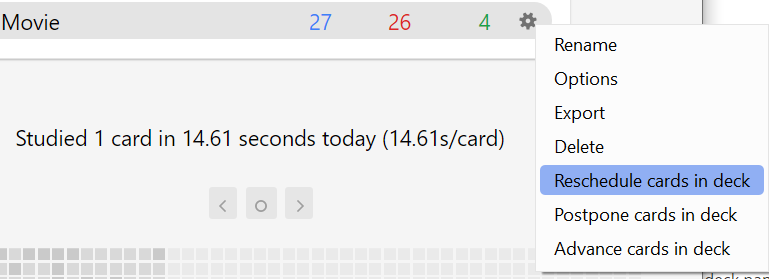 Movie 27 26 4
Rename
Options
Export
Delete
Reschedule cards in deck
Postpone cards in deck
Advance cards in deck
Studied 1 card in 14.61 seconds today (14.61s/card)